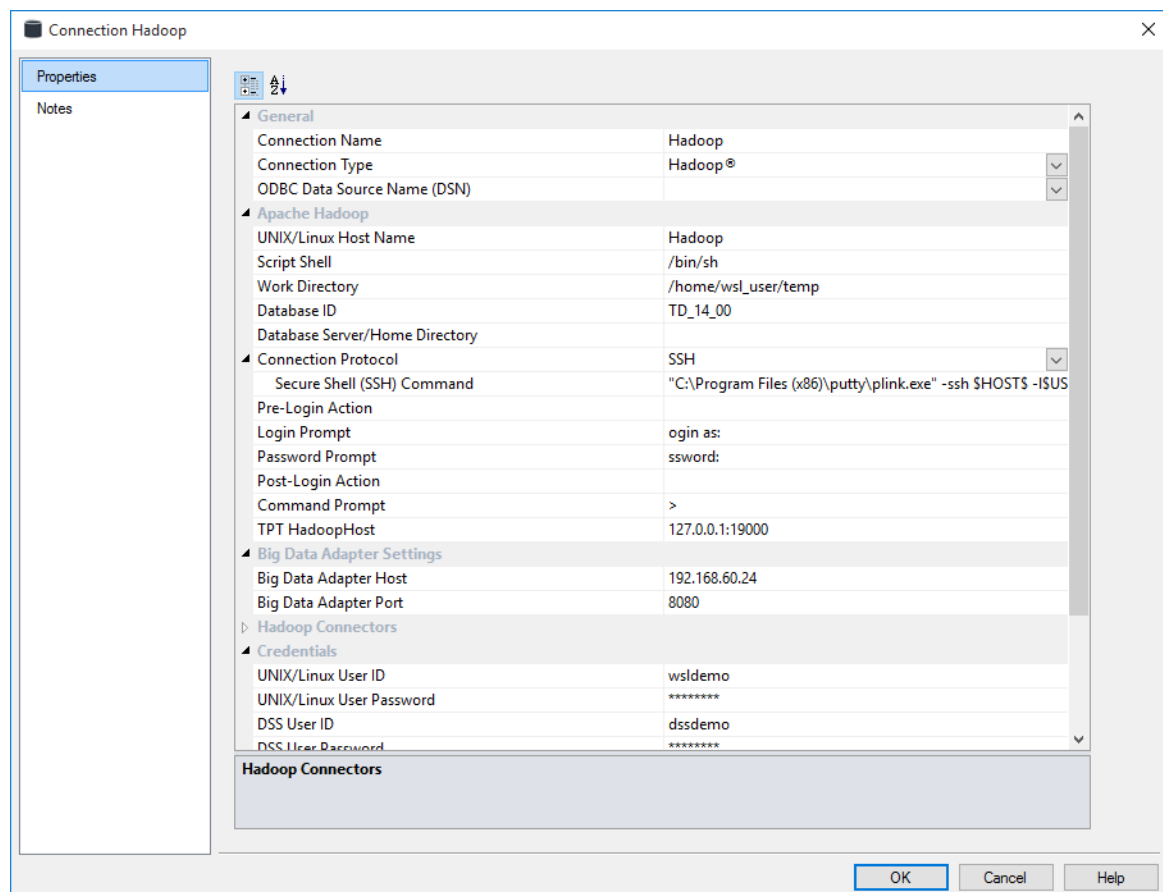 Connection Hadoop
Properties
Notes
General
Connection Name Hadoop
Connection Type Hadoop®
ODBC Data Source Name (DSN)
Apache Hadoop
UNIX/Linux Host Name Hadoop
Script Shell /bin/sh
Work Directory /home/wsl_user/temp
Database ID TD_14_00
Database Server/Home Directory
Connection Protocol SSH
Secure Shell (SSH) Command "C:\Program Files (x86)\putty\plink.exe" -ssh $HOST$ -l$US
Pre-Login Action
Login Prompt ogin as:
Password Prompt ssword:
Post-Login Action
Command Prompt >
TPT HadoopHost 127.0.0.1:19000
Big Data Adapter Settings
Big Data Adapter Host 192.168.60.24
Big Data Adapter Port 8080
Hadoop Connectors
Credentials
UNIX/Linux User ID wsldemo
UNIX/Linux User Password ********
DSS User ID dssdemo
DSS User Password ********
Hadoop Connectors
OK Cancel Help